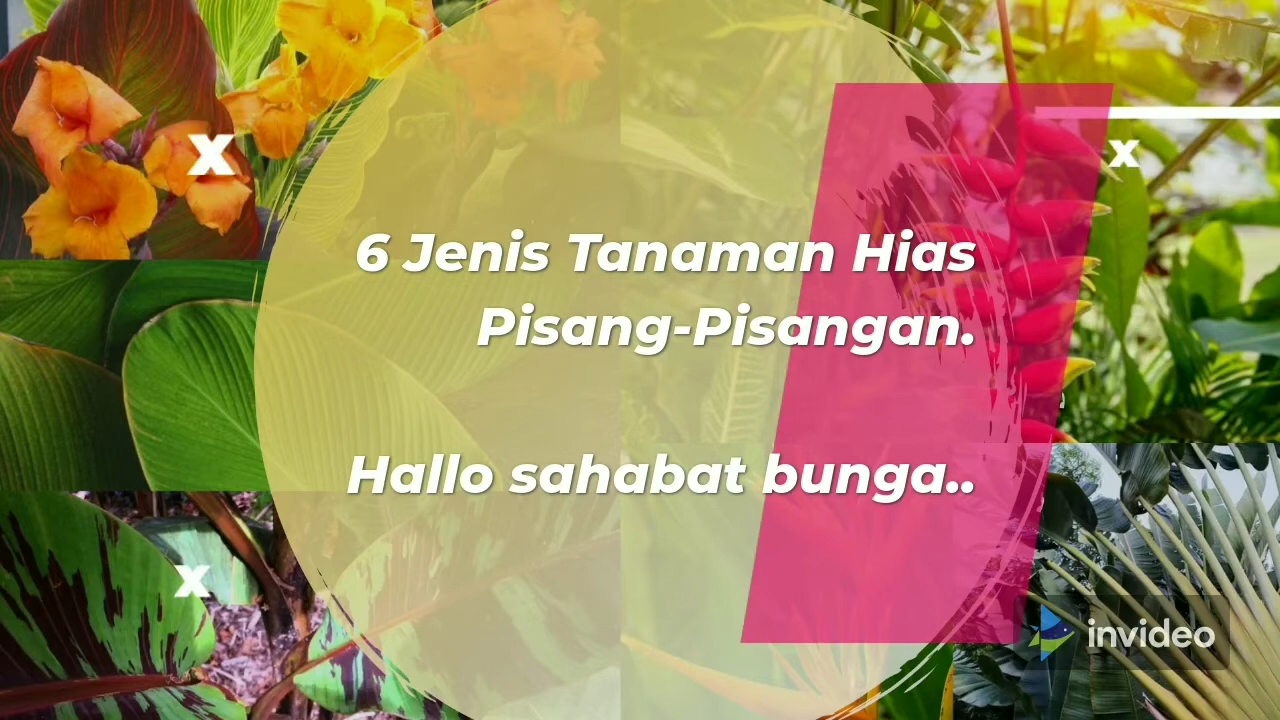 6 Jenis Tanaman Hias
Pisang-Pisangan.
Hallo sahabat bunga..
invideo